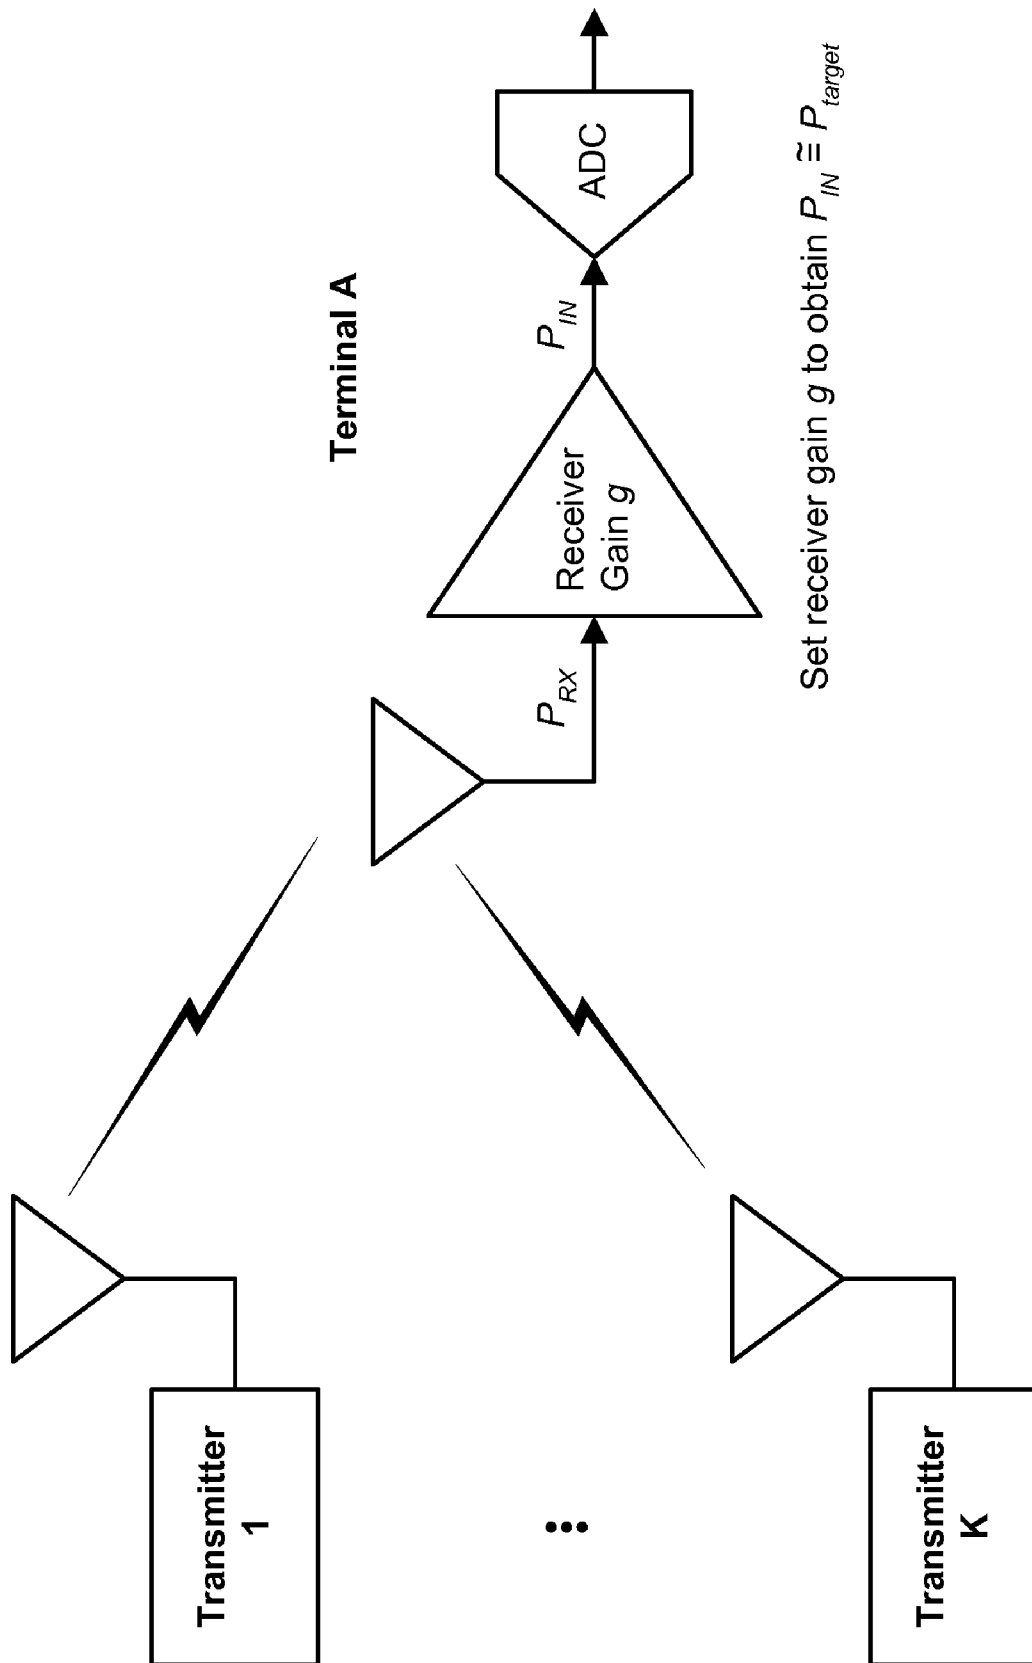 Terminal A
Transmitter
1
•••
Transmitter
K
P_RX
Receiver
Gain g
P_IN
ADC
Set receiver gain g to obtain P_IN ≅ P_target